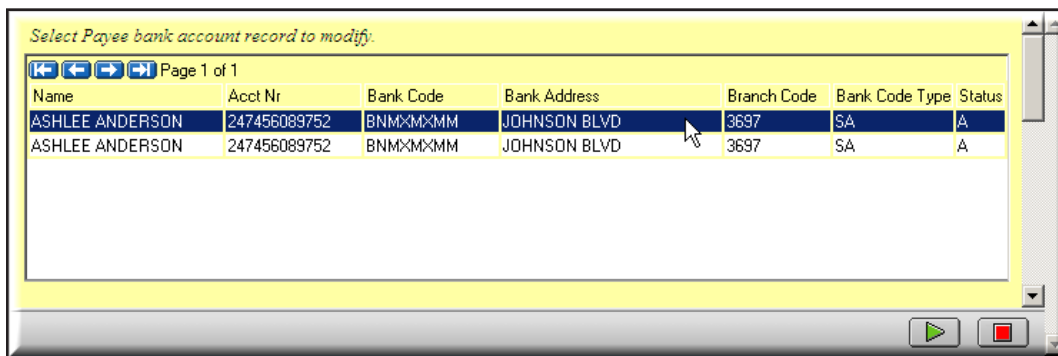 Select Payee bank account record to modify.
Page 1 of 1
Name Acct Nr Bank Code Bank Address Branch Code Bank Code Type Status
ASHLEE ANDERSON 247456089752 BNMXMXMM JOHNSON BLVD 3697 SA A
ASHLEE ANDERSON 247456089752 BNMXMXMM JOHNSON BLVD 3697 SA A